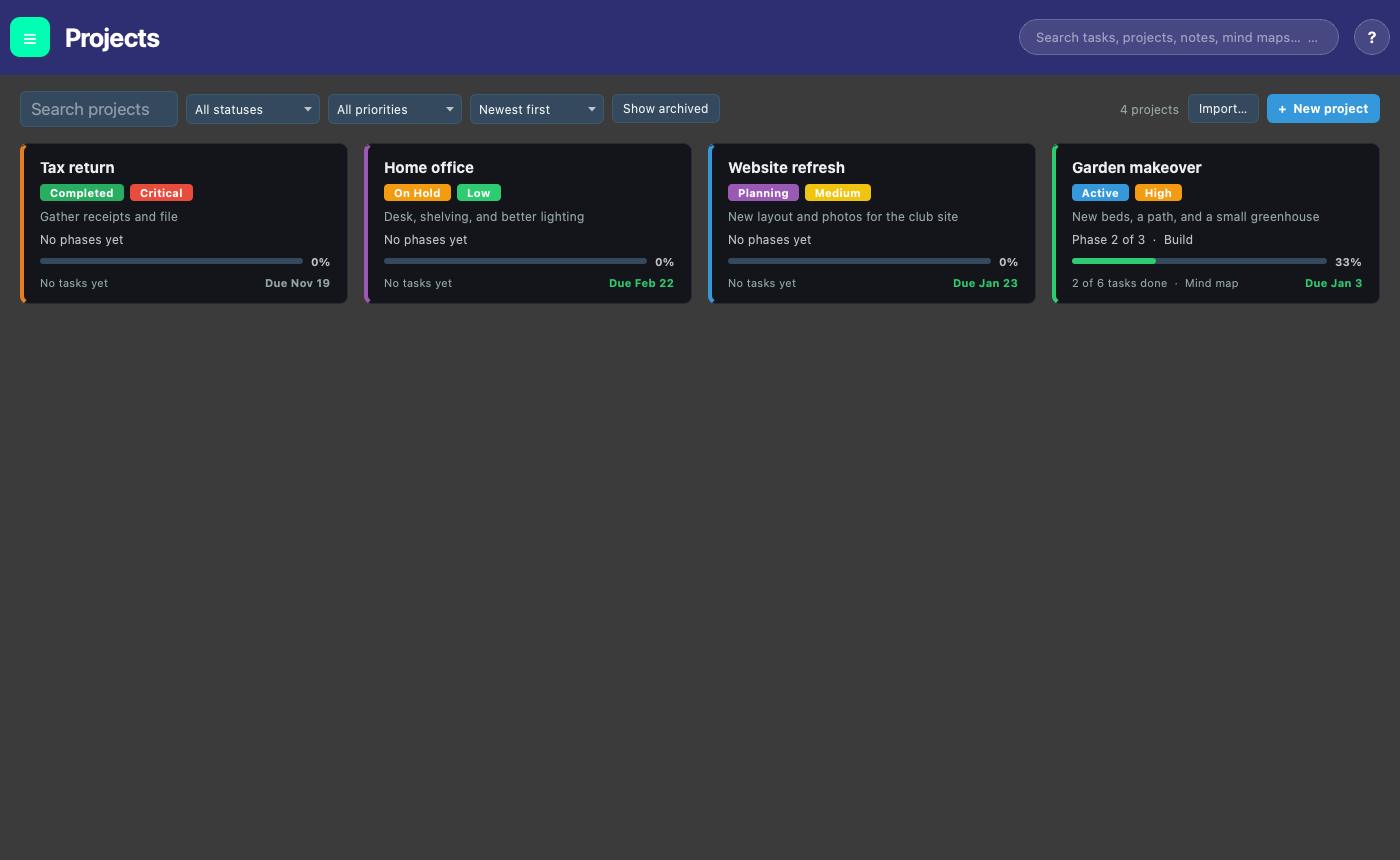 Projects
Search tasks, projects, notes, mind maps... ...
?
Search projects
All statuses
All priorities
Newest first
Show archived
4 projects
Import...
+ New project
Tax return
Completed
Critical
Gather receipts and file
No phases yet
0%
No tasks yet
Due Nov 19
Home office
On Hold
Low
Desk, shelving, and better lighting
No phases yet
0%
No tasks yet
Due Feb 22
Website refresh
Planning
Medium
New layout and photos for the club site
No phases yet
0%
No tasks yet
Due Jan 23
Garden makeover
Active
High
New beds, a path, and a small greenhouse
Phase 2 of 3 · Build
33%
2 of 6 tasks done · Mind map
Due Jan 3